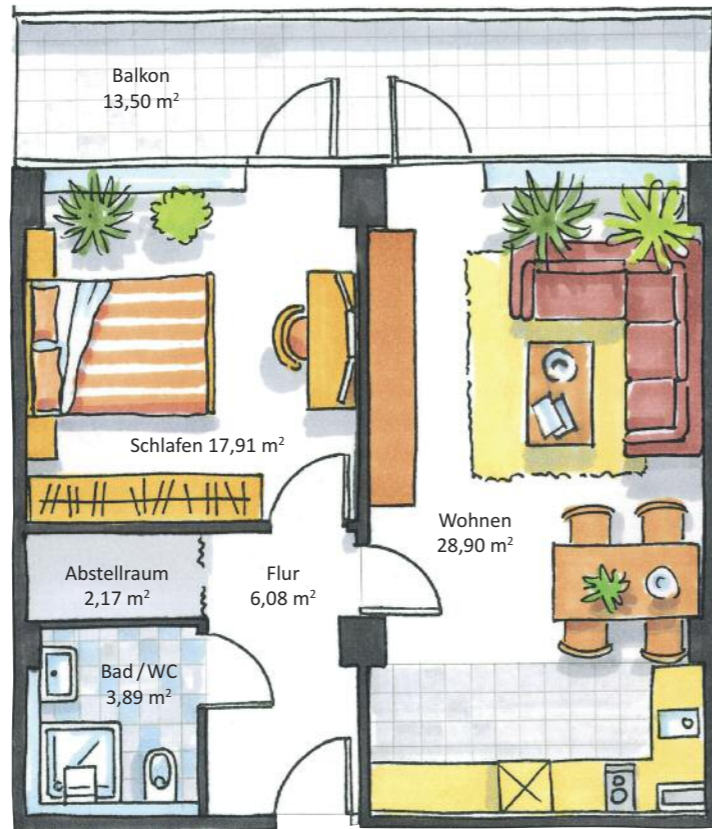 Balkon
13,50 m²
Schlafen 17,91 m²
Wohnen
28,90 m²
Abstellraum
2,17 m²
Flur
6,08 m²
Bad / WC
3,89 m²